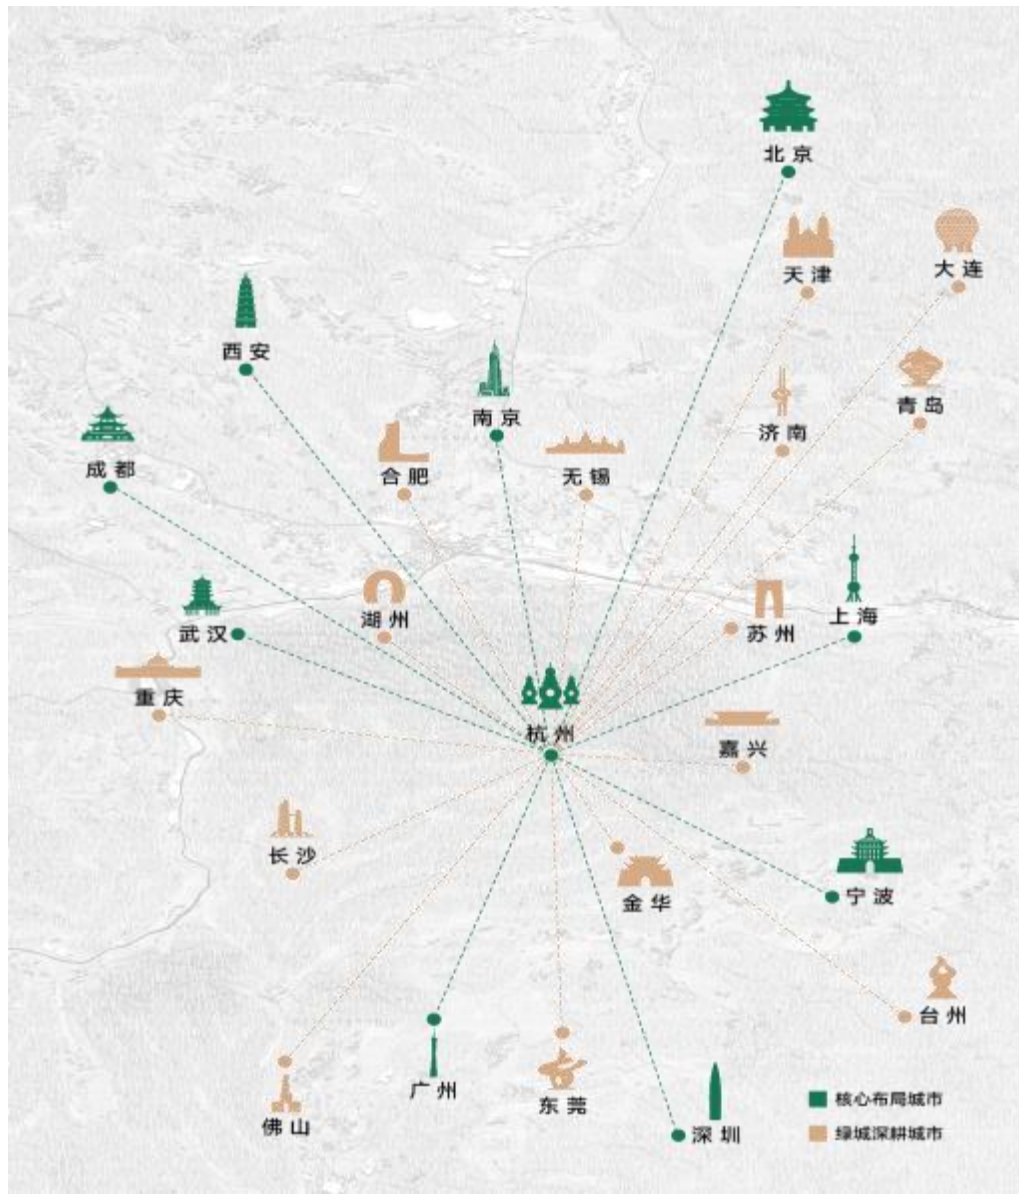 北京
天津
大连
西安
青岛
南京
济南
成都
合肥
无锡
上海
湖州
武汉
苏州
重庆
杭州
嘉兴
长沙
宁波
金华
台州
广州
东莞
佛山
深圳
核心布局城市
绿城深耕城市